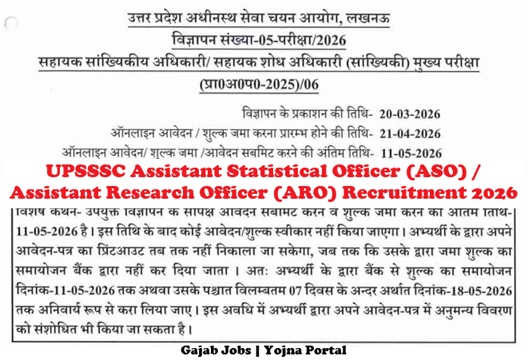 उत्तर प्रदेश अधीनस्थ सेवा चयन आयोग, लखनऊ
विज्ञापन संख्या-05-परीक्षा/2026
सहायक सांख्यिकीय अधिकारी/ सहायक शोध अधिकारी (सांख्यिकी) मुख्य परीक्षा
(प्रा0अ0प0-2025)/06
विज्ञापन के प्रकाशन की तिथि- 20-03-2026
ऑनलाइन आवेदन / शुल्क जमा करना प्रारम्भ होने की तिथि- 21-04-2026
ऑनलाइन आवेदन/ शुल्क जमा /आवेदन सबमिट करने की अंतिम तिथि- 11-05-2026
UPSSSC Assistant Statistical Officer (ASO) /
Assistant Research Officer (ARO) Recruitment 2026
विशेष कथन- उपर्युक्त विज्ञापन के सापेक्ष आवेदन सबमिट करने व शुल्क जमा करने की अंतिम तिथि-
11-05-2026 है। इस तिथि के बाद कोई आवेदन/शुल्क स्वीकार नहीं किया जाएगा। अभ्यर्थी के द्वारा अपने
आवेदन-पत्र का प्रिंटआउट तब तक नहीं निकाला जा सकेगा, जब तक कि उसके द्वारा जमा शुल्क का
समायोजन बैंक द्वारा नहीं कर दिया जाता । अतः अभ्यर्थी के द्वारा बैंक से शुल्क का समायोजन
दिनांक-11-05-2026 तक अथवा उसके पश्चात विलम्बतम 07 दिवस के अन्दर अर्थात दिनांक-18-05-2026
तक अनिवार्य रूप से करा लिया जाए। इस अवधि में अभ्यर्थी द्वारा अपने आवेदन-पत्र में अनुमन्य विवरण
को संशोधित भी किया जा सकता है।
Gajab Jobs | Yojna Portal